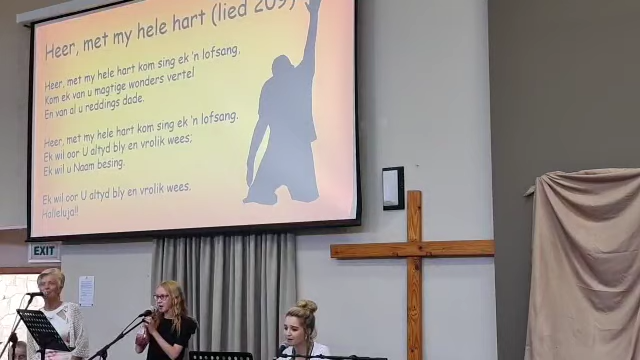 Heer, met my hele hart (lied 209)
Heer, met my hele hart kom sing ek 'n lofsang,
Kom ek van u magtige wonders vertel
En van al u reddings dade.
Heer, met my hele hart kom sing ek 'n lofsang.
Ek wil oor U altyd bly en vrolik wees;
Ek wil u Naam besing.
Ek wil oor U altyd bly en vrolik wees.
Halleluja!!
EXIT